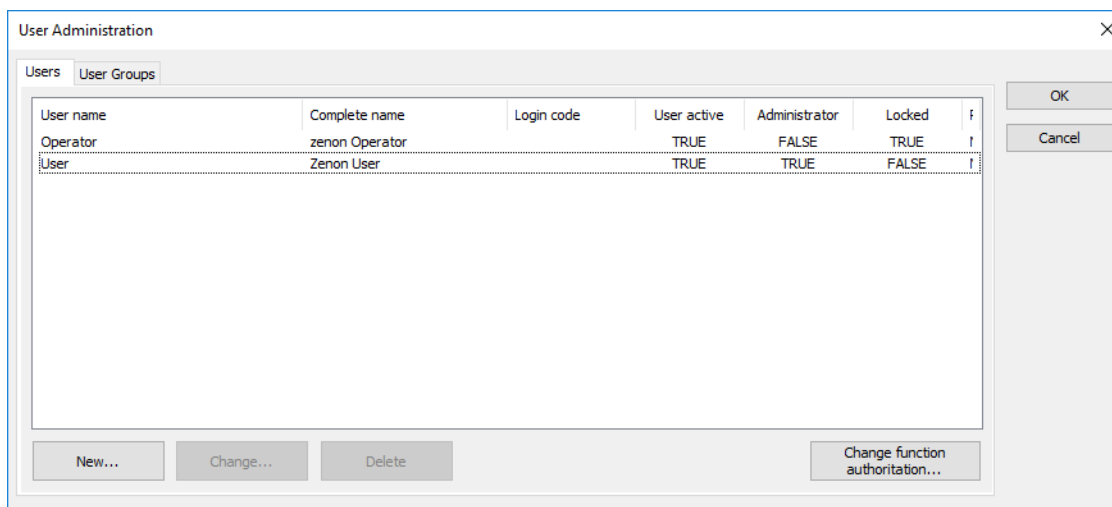 User Administration
Users User Groups
User name Complete name Login code User active Administrator Locked
Operator zenon Operator TRUE FALSE TRUE
User Zenon User TRUE TRUE FALSE
OK
Cancel
New... Change... Delete
Change function
authoritation...